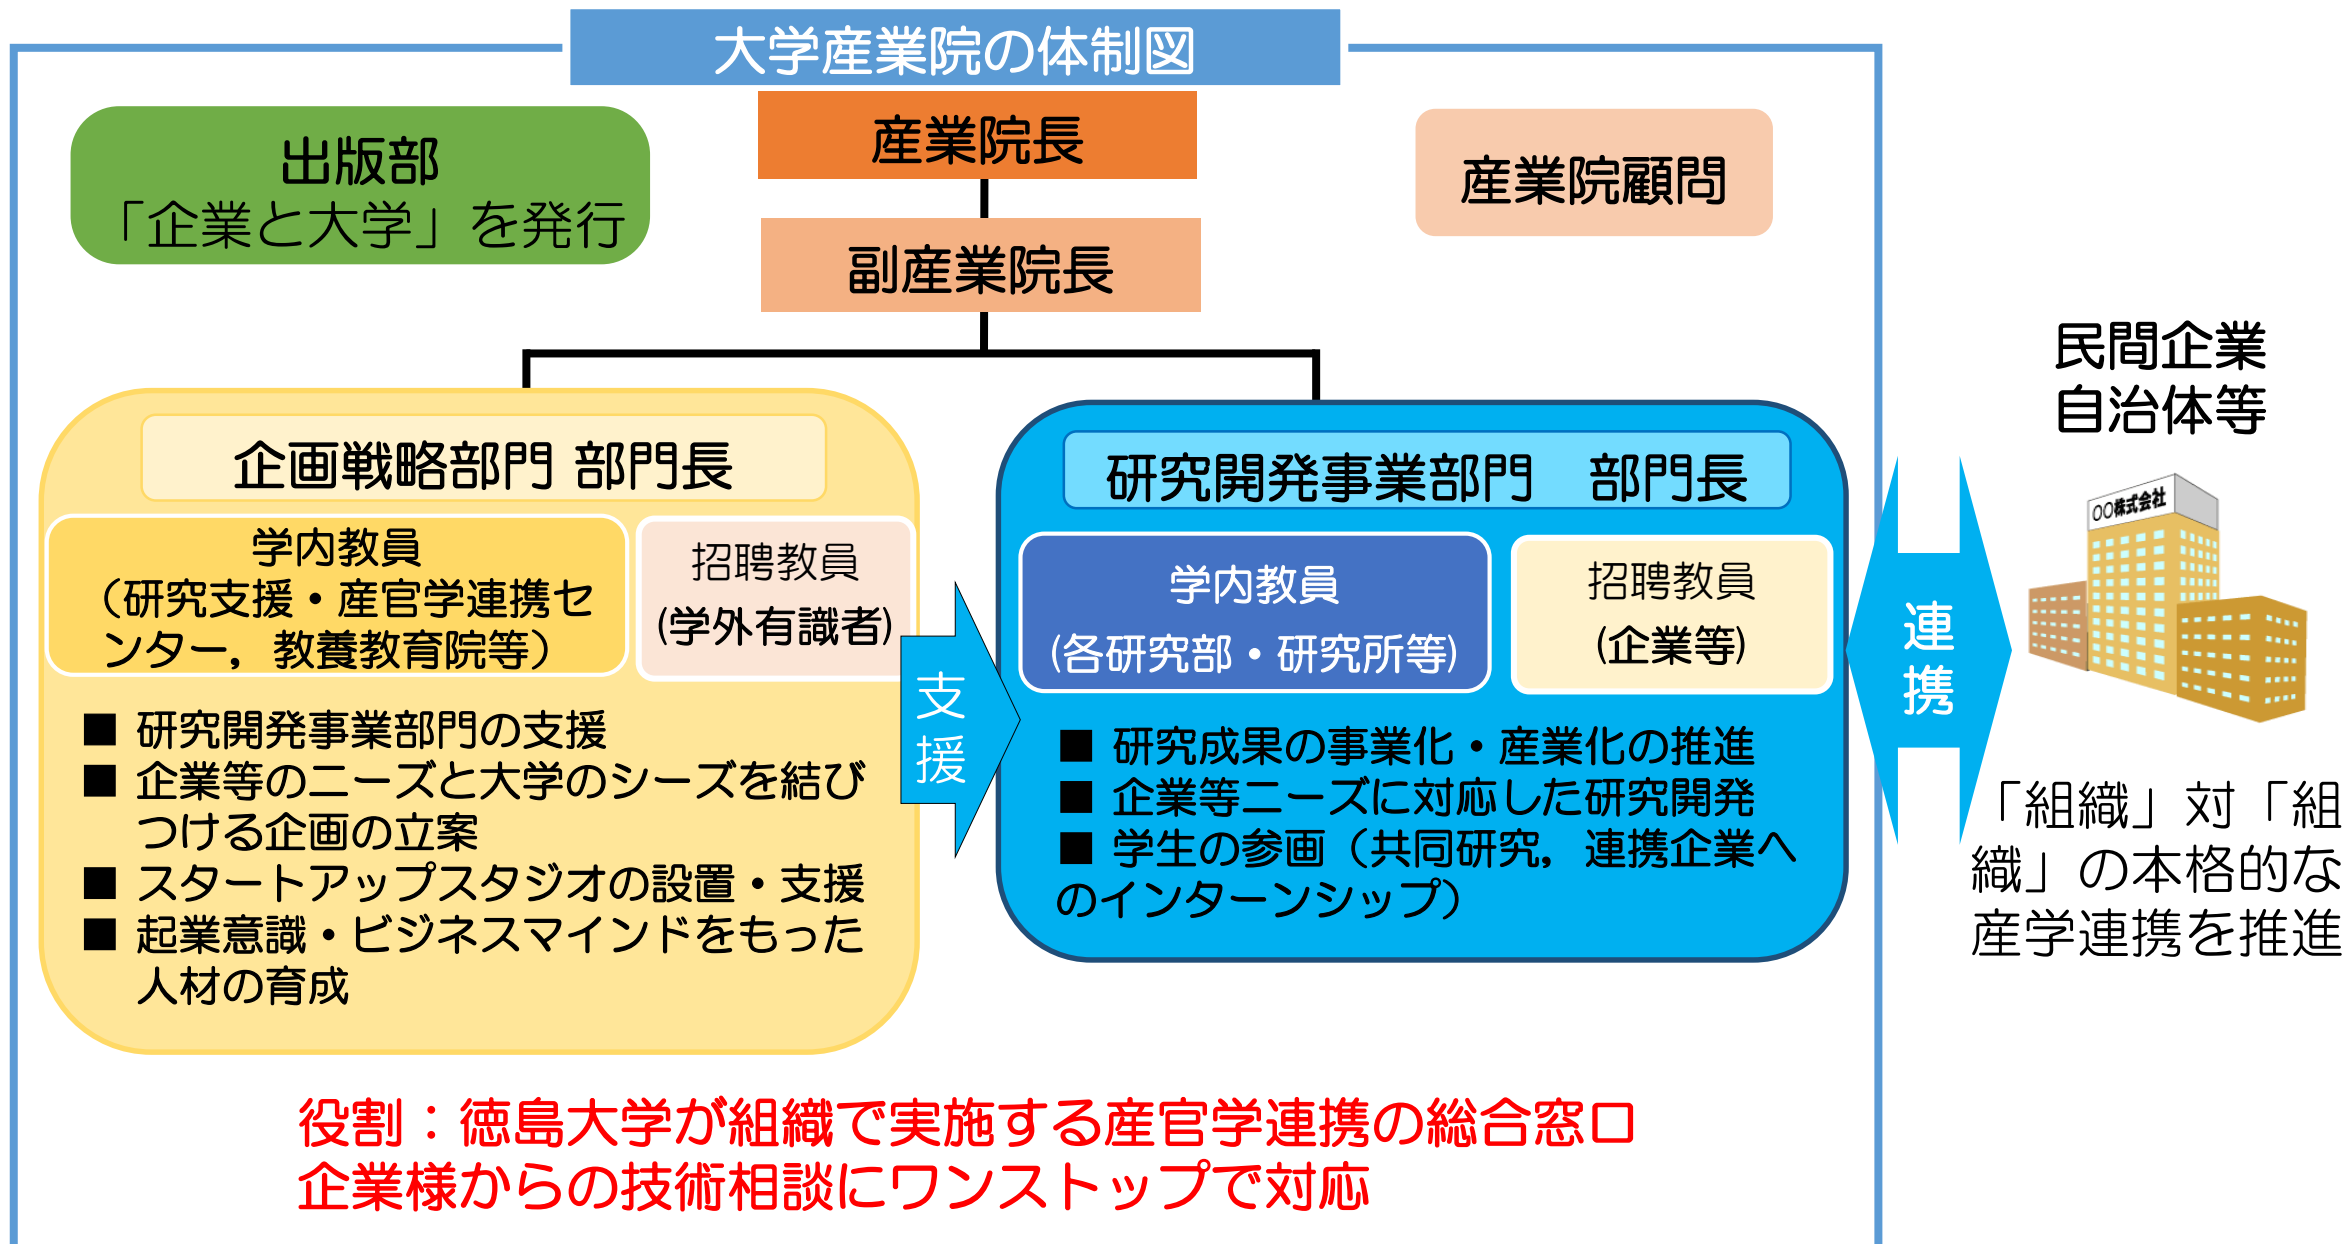 大学産業院の体制図
出版部
「企業と大学」を発行
産業院長
産業院顧問
副産業院長
企画戦略部門 部門長
学内教員
（研究支援・産官学連携セ
ンター，教養教育院等）
招聘教員
(学外有識者)
■ 研究開発事業部門の支援
■ 企業等のニーズと大学のシーズを結び
つける企画の立案
■ スタートアップスタジオの設置・支援
■ 起業意識・ビジネスマインドをもった
人材の育成
支
援
研究開発事業部門　部門長
学内教員
(各研究部・研究所等)
招聘教員
(企業等)
■ 研究成果の事業化・産業化の推進
■ 企業等ニーズに対応した研究開発
■ 学生の参画（共同研究，連携企業へ
のインターンシップ）
連
携
民間企業
自治体等
〇〇株式会社
「組織」対「組
織」の本格的な
産学連携を推進
役割：徳島大学が組織で実施する産官学連携の総合窓口
企業様からの技術相談にワンストップで対応